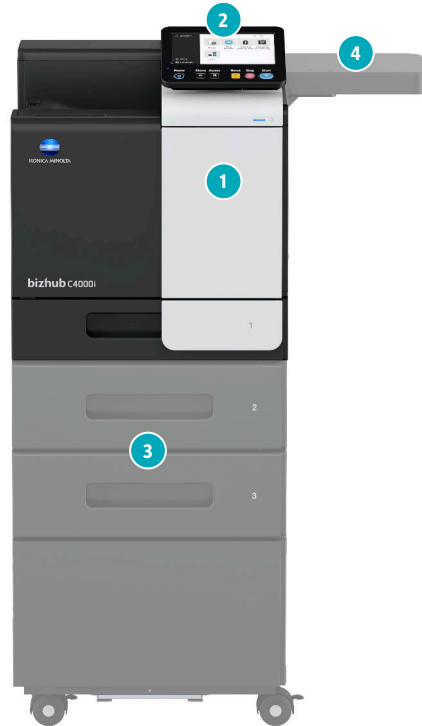 2
4
Power Menu Access Reset Stop Start
KONICA MINOLTA
1
bizhub C4000i
1
2
3
3